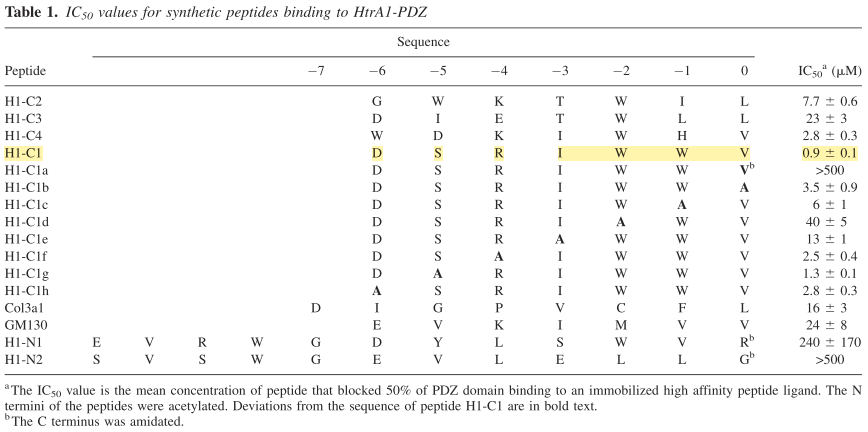 Table 1. IC50 values for synthetic peptides binding to HtrA1-PDZ
Sequence
Peptide −7 −6 −5 −4 −3 −2 −1 0 IC50a (μM)
H1-C2 G W K T W I L 7.7 ± 0.6
H1-C3 D I E T W L L 23 ± 3
H1-C4 W D K I W H V 2.8 ± 0.3
H1-C1 D S R I W W V 0.9 ± 0.1
H1-C1a D S R I W W Vb >500
H1-C1b D S R I W W A 3.5 ± 0.9
H1-C1c D S R I W A V 6 ± 1
H1-C1d D S R I A W V 40 ± 5
H1-C1e D S R A W W V 13 ± 1
H1-C1f D S A I W W V 2.5 ± 0.4
H1-C1g D A R I W W V 1.3 ± 0.1
H1-C1h A S R I W W V 2.8 ± 0.3
Col3a1 D I G P V C F L 16 ± 3
GM130 E V K I M V V 24 ± 8
H1-N1 E V R W G D Y L S W V Rb 240 ± 170
H1-N2 S V S W G E V L E L L Gb >500
a The IC50 value is the mean concentration of peptide that blocked 50% of PDZ domain binding to an immobilized high affinity peptide ligand. The N
termini of the peptides were acetylated. Deviations from the sequence of peptide H1-C1 are in bold text.
b The C terminus was amidated.